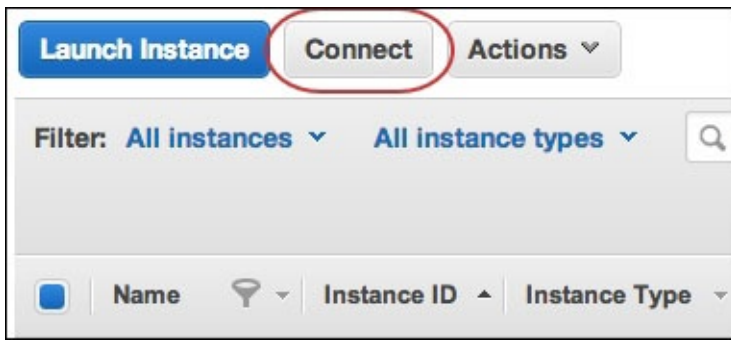 Launch Instance Connect Actions
Filter: All instances All instance types
Name Instance ID Instance Type